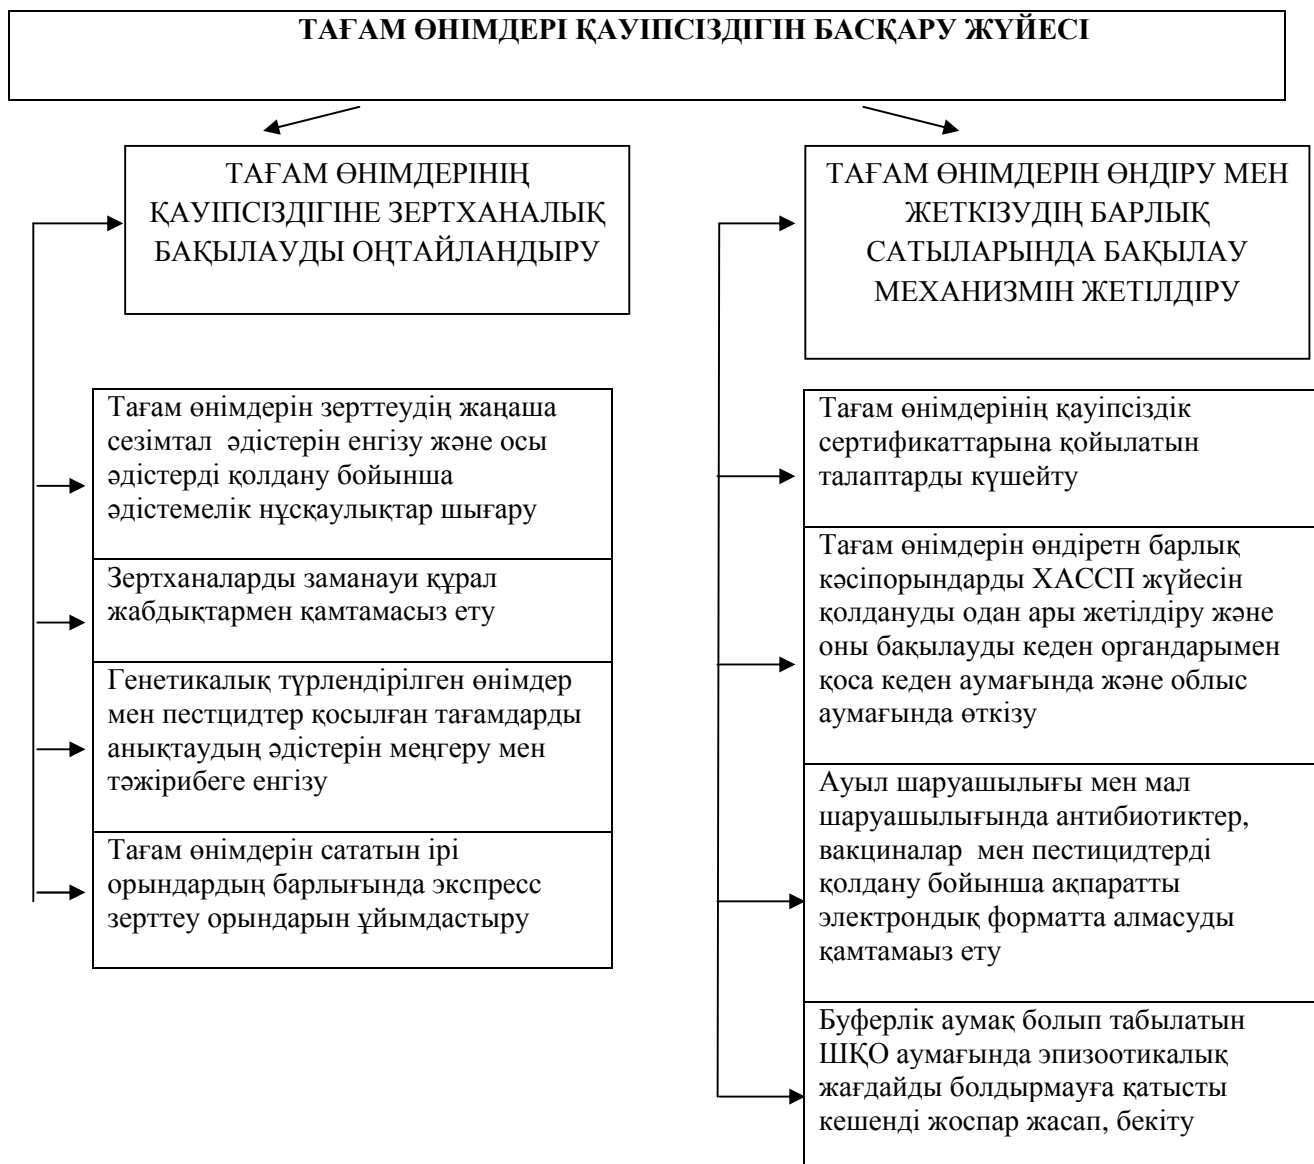 ТАҒАМ ӨНІМДЕРІ ҚАУІПСІЗДІГІН БАСҚАРУ ЖҮЙЕСІ
ТАҒАМ ӨНІМДЕРІНІҢ
ҚАУІПСІЗДІГІНЕ ЗЕРТХАНАЛЫҚ
БАҚЫЛАУДЫ ОҢТАЙЛАНДЫРУ
Тағам өнімдерін зерттеудің жаңаша
сезімтал әдістерін енгізу және осы
әдістерді қолдану бойынша
әдістемелік нұсқаулықтар шығару
Зертханаларды заманауи құрал
жабдықтармен қамтамасыз ету
Генетикалық түрлендірілген өнімдер
мен пестцидтер қосылған тағамдарды
анықтаудың әдістерін меңгеру мен
тәжірибеге енгізу
Тағам өнімдерін сататын ірі
орындардың барлығында экспресс
зерттеу орындарын ұйымдастыру
ТАҒАМ ӨНІМДЕРІН ӨНДІРУ МЕН
ЖЕТКІЗУДІҢ БАРЛЫҚ
САТЫЛАРЫНДА БАҚЫЛАУ
МЕХАНИЗМІН ЖЕТІЛДІРУ
Тағам өнімдерінің қауіпсіздік
сертификаттарына қойылатын
талаптарды күшейту
Тағам өнімдерін өндіретн барлық
кәсіпорындарды ХАССП жүйесін
қолдануды одан ары жетілдіру және
оны бақылауды кеден органдарымен
қоса кеден аумағында және облыс
аумағында өткізу
Ауыл шаруашылығы мен мал
шаруашылығында антибиотиктер,
вакциналар мен пестицидтерді
қолдану бойынша ақпаратты
электрондық форматта алмасуды
қамтамаыз ету
Буферлік аумақ болып табылатын
ШҚО аумағында эпизоотикалық
жағдайды болдырмауға қатысты
кешенді жоспар жасап, бекіту